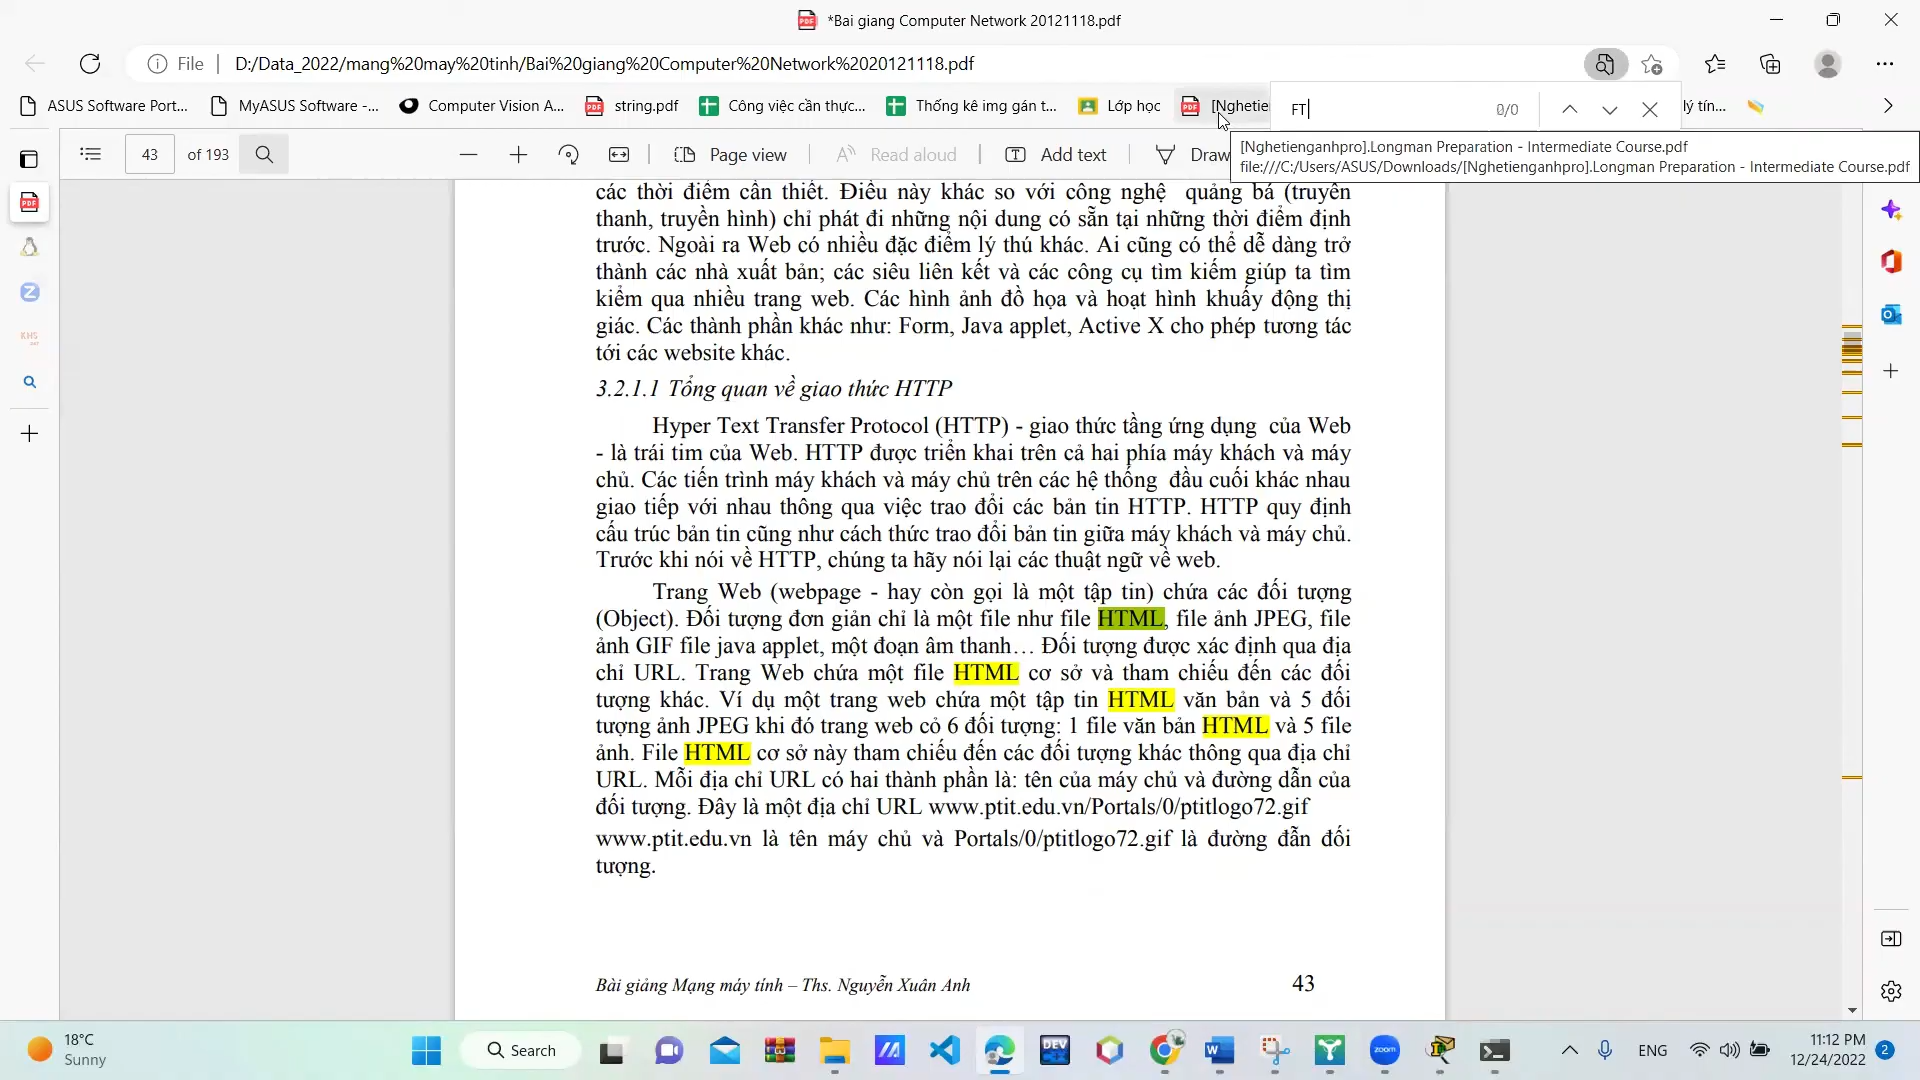 *Bai giang Computer Network 20121118.pdf
File D:/Data_2022/mang%20may%20tinh/Bai%20giang%20Computer%20Network%2020121118.pdf
ASUS Software Port... MyASUS Software -... Computer Vision A... string.pdf Công việc cần thực... Thống kê img gán t... Lớp học [Nghetie FT 0/0 lý tín...
43 of 193 Page view Read aloud Add text Draw
[Nghetienganhpro].Longman Preparation - Intermediate Course.pdf
file:///C:/Users/ASUS/Downloads/[Nghetienganhpro].Longman Preparation - Intermediate Course.pdf
các thời điểm cần thiết. Điều này khác so với công nghệ quảng bá (truyền
thanh, truyền hình) chỉ phát đi những nội dung có sẵn tại những thời điểm định
trước. Ngoài ra Web có nhiều đặc điểm lý thú khác. Ai cũng có thể dễ dàng trở
thành các nhà xuất bản; các siêu liên kết và các công cụ tìm kiếm giúp ta tìm
kiếm qua nhiều trang web. Các hình ảnh đồ họa và hoạt hình khuấy động thị
giác. Các thành phần khác như: Form, Java applet, Active X cho phép tương tác
tới các website khác.
3.2.1.1 Tổng quan về giao thức HTTP
Hyper Text Transfer Protocol (HTTP) - giao thức tầng ứng dụng của Web
- là trái tim của Web. HTTP được triển khai trên cả hai phía máy khách và máy
chủ. Các tiến trình máy khách và máy chủ trên các hệ thống đầu cuối khác nhau
giao tiếp với nhau thông qua việc trao đổi các bản tin HTTP. HTTP quy định
cấu trúc bản tin cũng như cách thức trao đổi bản tin giữa máy khách và máy chủ.
Trước khi nói về HTTP, chúng ta hãy nói lại các thuật ngữ về web.
Trang Web (webpage - hay còn gọi là một tập tin) chứa các đối tượng
(Object). Đối tượng đơn giản chỉ là một file như file HTML, file ảnh JPEG, file
ảnh GIF file java applet, một đoạn âm thanh… Đối tượng được xác định qua địa
chỉ URL. Trang Web chứa một file HTML cơ sở và tham chiếu đến các đối
tượng khác. Ví dụ một trang web chứa một tập tin HTML văn bản và 5 đối
tượng ảnh JPEG khi đó trang web cỏ 6 đối tượng: 1 file văn bản HTML và 5 file
ảnh. File HTML cơ sở này tham chiếu đến các đối tượng khác thông qua địa chỉ
URL. Mỗi địa chỉ URL có hai thành phần là: tên của máy chủ và đường dẫn của
đối tượng. Đây là một địa chỉ URL www.ptit.edu.vn/Portals/0/ptitlogo72.gif
www.ptit.edu.vn là tên máy chủ và Portals/0/ptitlogo72.gif là đường đẫn đối
tượng.
Bài giảng Mạng máy tính – Ths. Nguyễn Xuân Anh 43
18°C
Sunny
Search
DEV
zoom
ENG
11:12 PM
12/24/2022
2